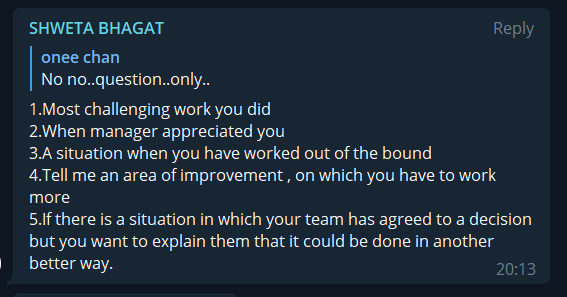 SHWETA BHAGAT
Reply
onee chan
No no..question..only..
1.Most challenging work you did
2.When manager appreciated you
3.A situation when you have worked out of the bound
4.Tell me an area of improvement , on which you have to work
more
5.If there is a situation in which your team has agreed to a decision
but you want to explain them that it could be done in another
better way.
20:13